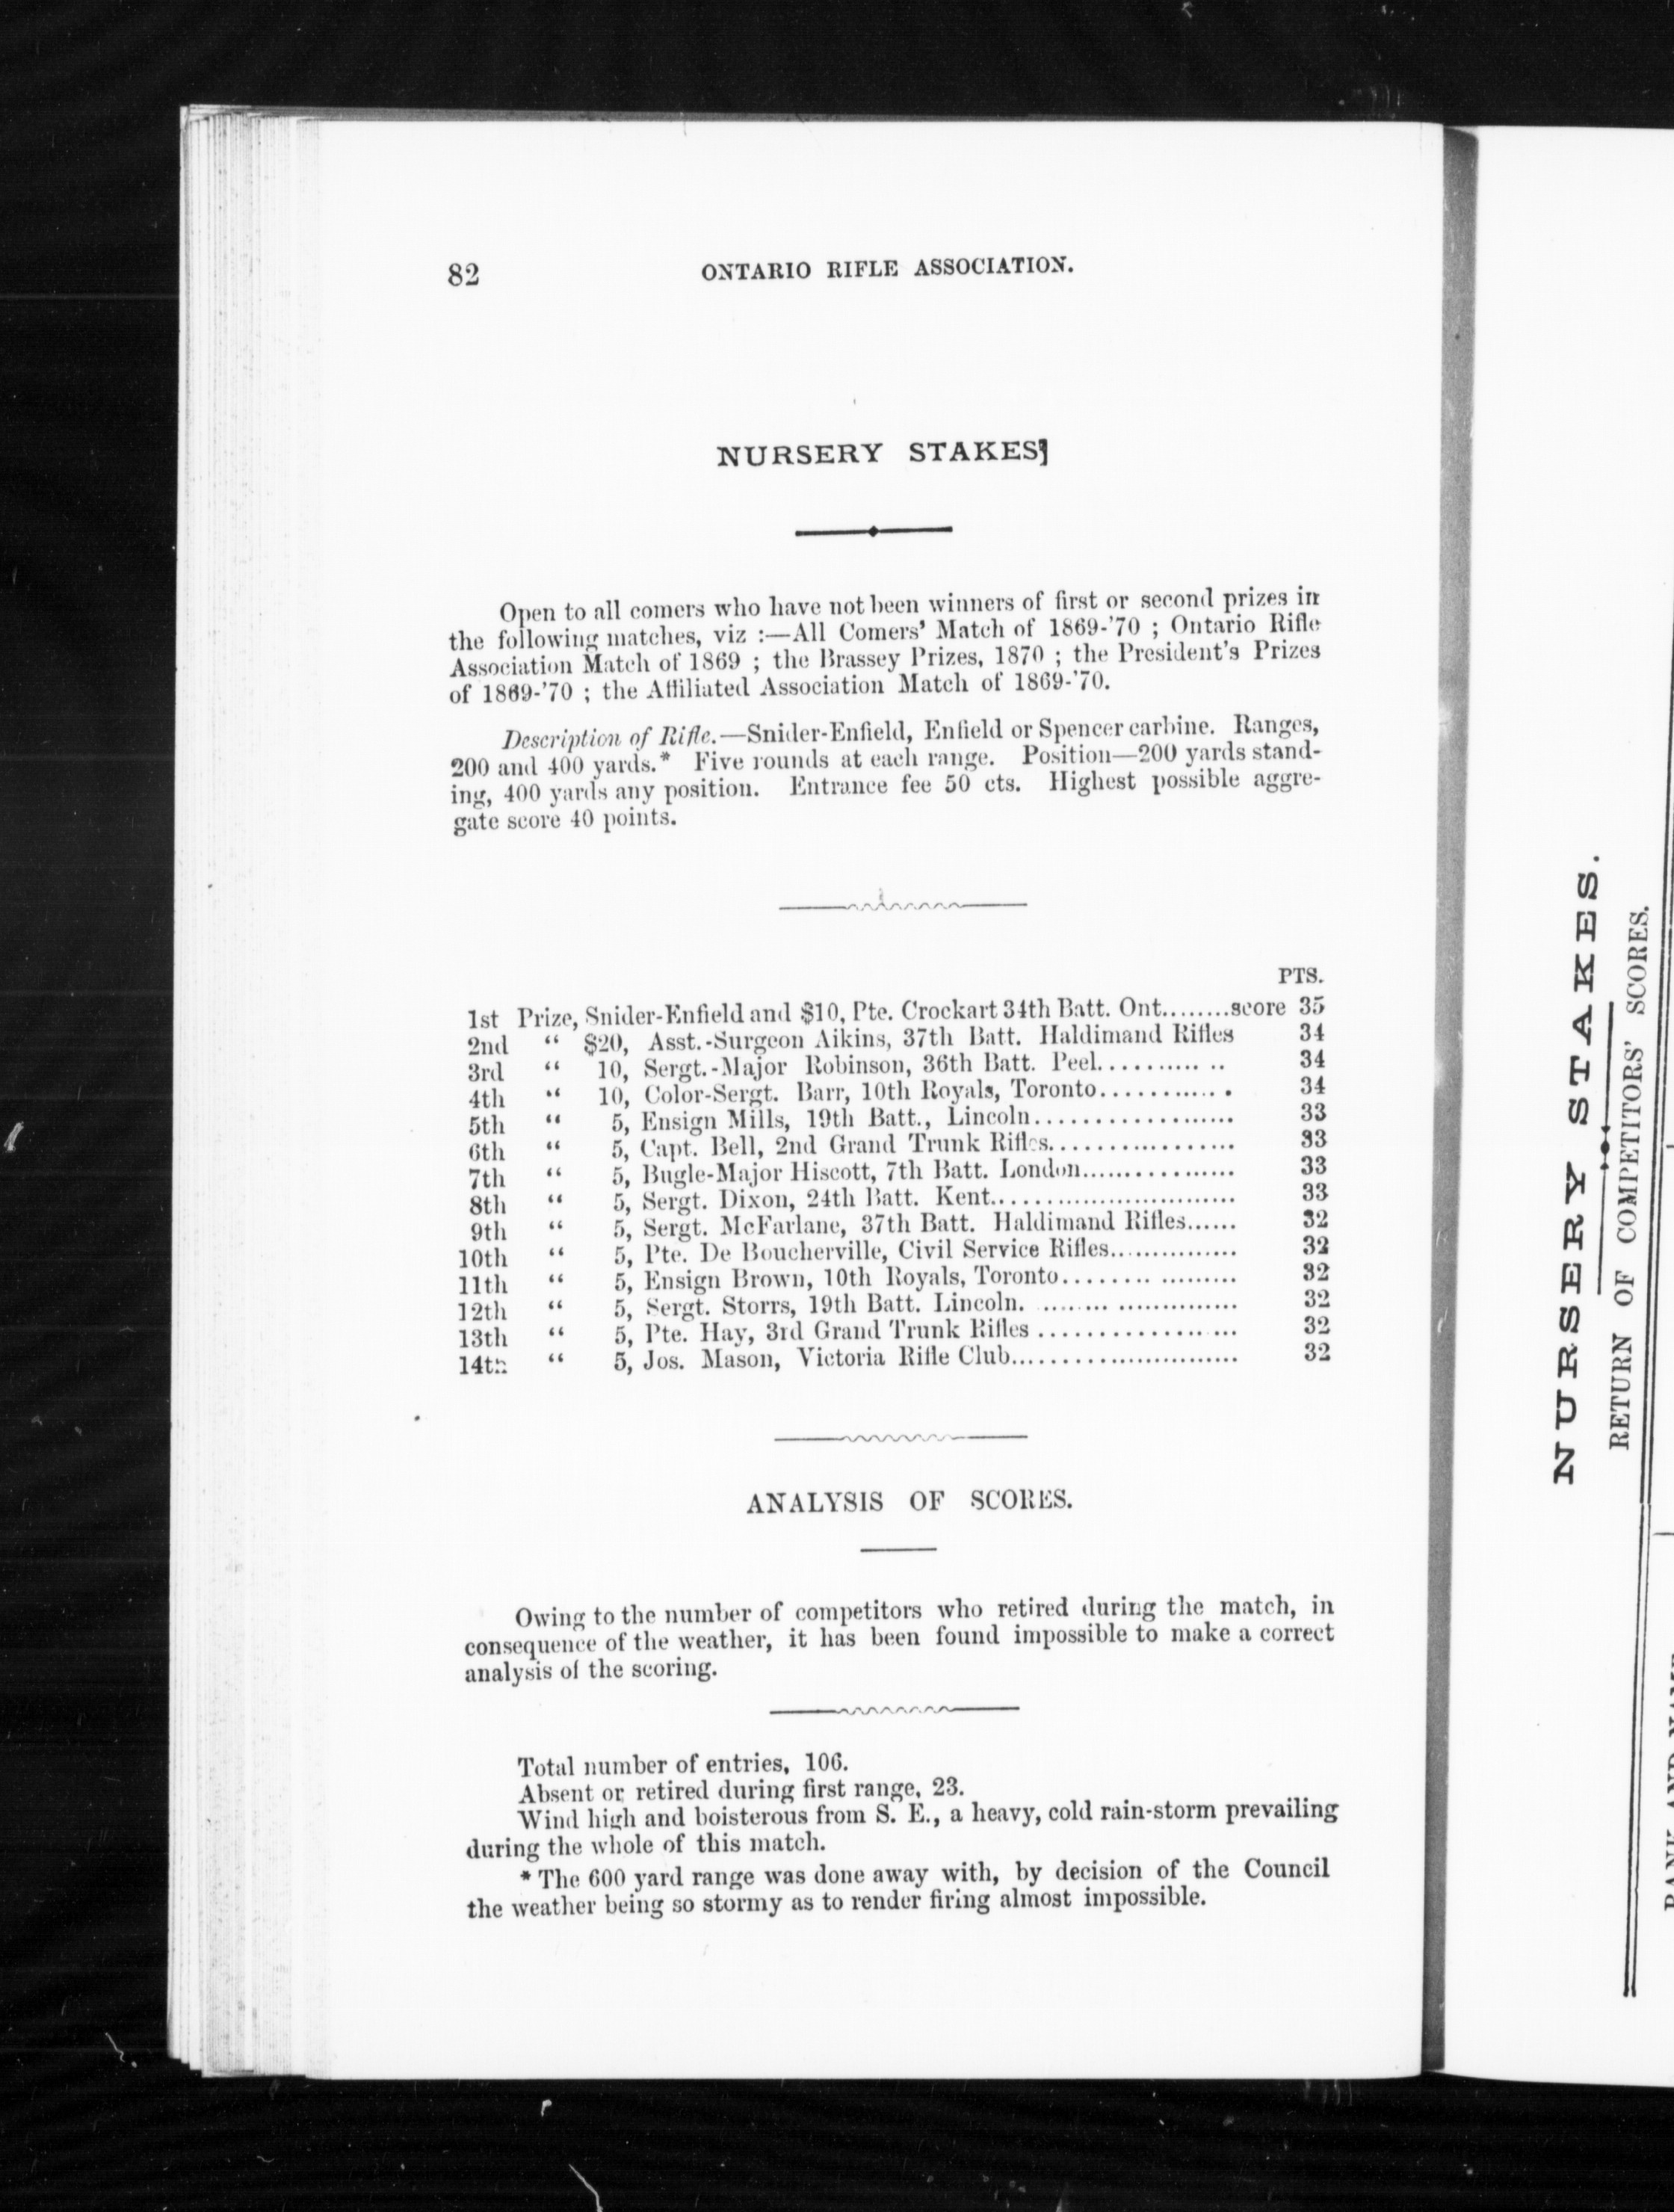 82 ONTARIO RIFLE ASSOCIATION.
NURSERY STAKES
Open to all comers who have not been winners of first or second prizes in
the following matches, viz :—All Comers' Match of 1869-'70 ; Ontario Rifle
Association Match of 1869 ; the Brassey Prizes, 1870 ; the President's Prizes
of 1869-'70 ; the Affiliated Association Match of 1869-'70.
Description of Rifle.—Snider-Enfield, Enfield or Spencer carbine. Ranges,
200 and 400 yards.* Five rounds at each range. Position—200 yards stand-
ing, 400 yards any position. Entrance fee 50 cts. Highest possible aggre-
gate score 40 points.
PTS.
1st Prize, Snider-Enfield and $10, Pte. Crockart 34th Batt. Ont........score 35
2nd " $20, Asst.-Surgeon Aikins, 37th Batt. Haldimand Rifles 34
3rd " 10, Sergt.-Major Robinson, 36th Batt. Peel............ 34
4th " 10, Color-Sergt. Barr, 10th Royals, Toronto............ 34
5th " 5, Ensign Mills, 19th Batt., Lincoln................... 33
6th " 5, Capt. Bell, 2nd Grand Trunk Rifles.................. 33
7th " 5, Bugle-Major Hiscott, 7th Batt. London................ 33
8th " 5, Sergt. Dixon, 24th Batt. Kent.......................... 33
9th " 5, Sergt. McFarlane, 37th Batt. Haldimand Rifles...... 32
10th " 5, Pte. De Boucherville, Civil Service Rifles............... 32
11th " 5, Ensign Brown, 10th Royals, Toronto........ ......... 32
12th " 5, Sergt. Storrs, 19th Batt. Lincoln. ........ .............. 32
13th " 5, Pte. Hay, 3rd Grand Trunk Rifles .................... 32
14th " 5, Jos. Mason, Victoria Rifle Club......................... 32
ANALYSIS OF SCORES.
Owing to the number of competitors who retired during the match, in
consequence of the weather, it has been found impossible to make a correct
analysis of the scoring.
Total number of entries, 106.
Absent or retired during first range, 23.
Wind high and boisterous from S. E., a heavy, cold rain-storm prevailing
during the whole of this match.
* The 600 yard range was done away with, by decision of the Council
the weather being so stormy as to render firing almost impossible.
NURSERY STAKES.
RETURN OF COMPETITORS' SCORES.